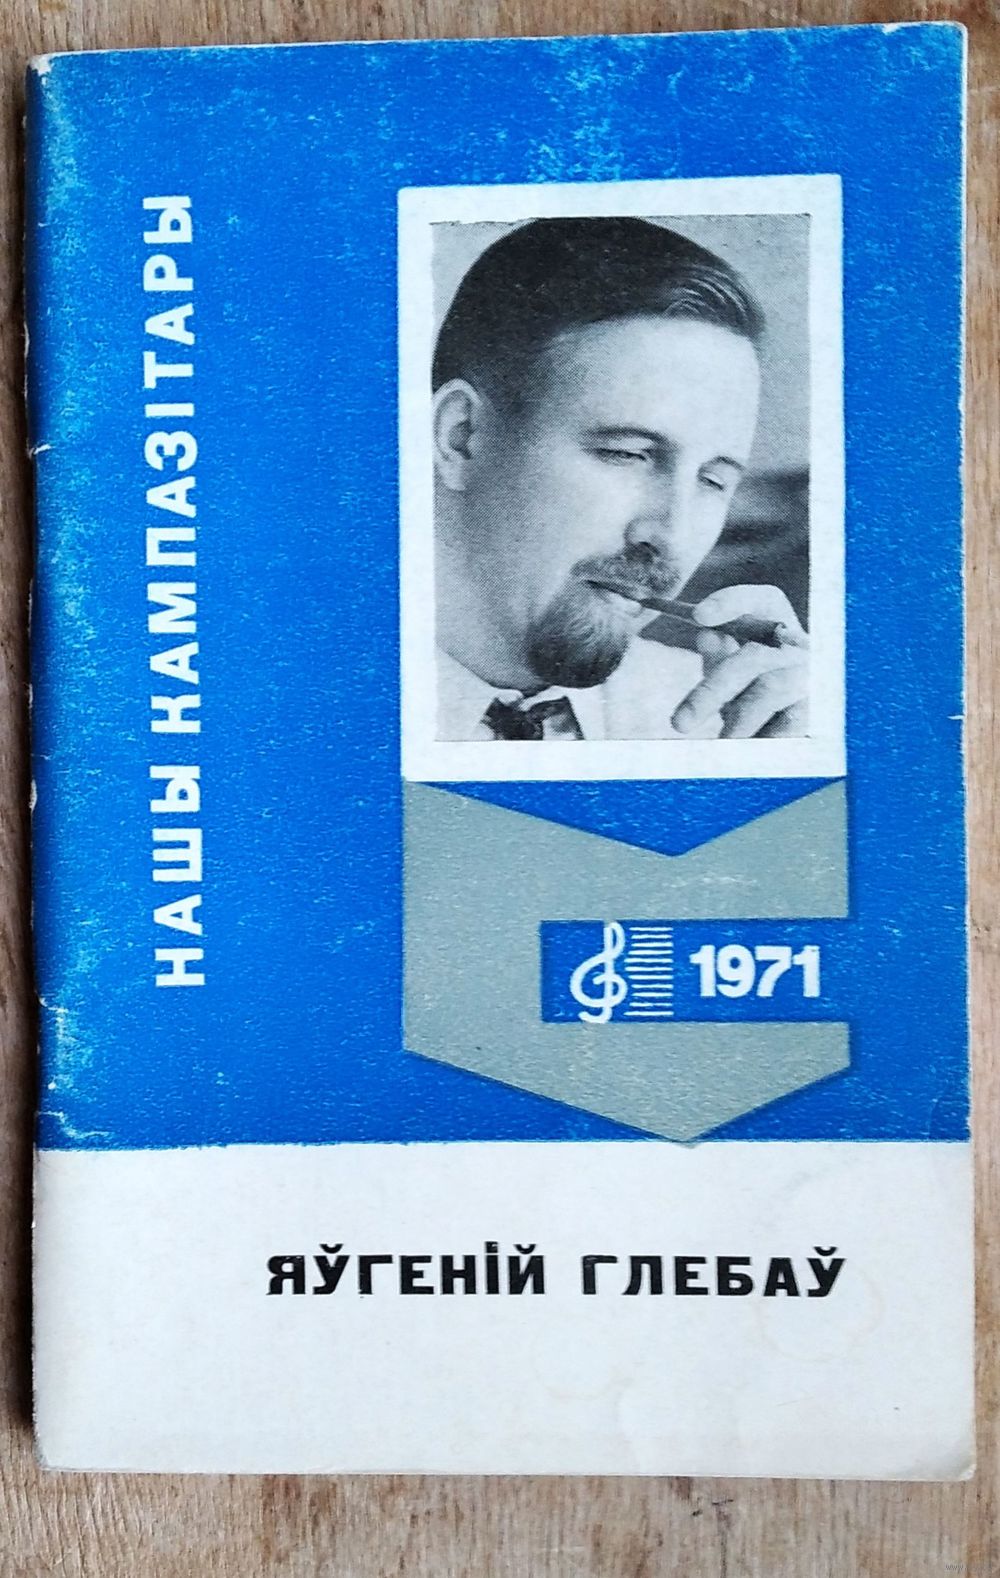 НАШЫ КАМПАЗІТАРЫ
1971
ЯЎГЕНІЙ ГЛЕБАЎ